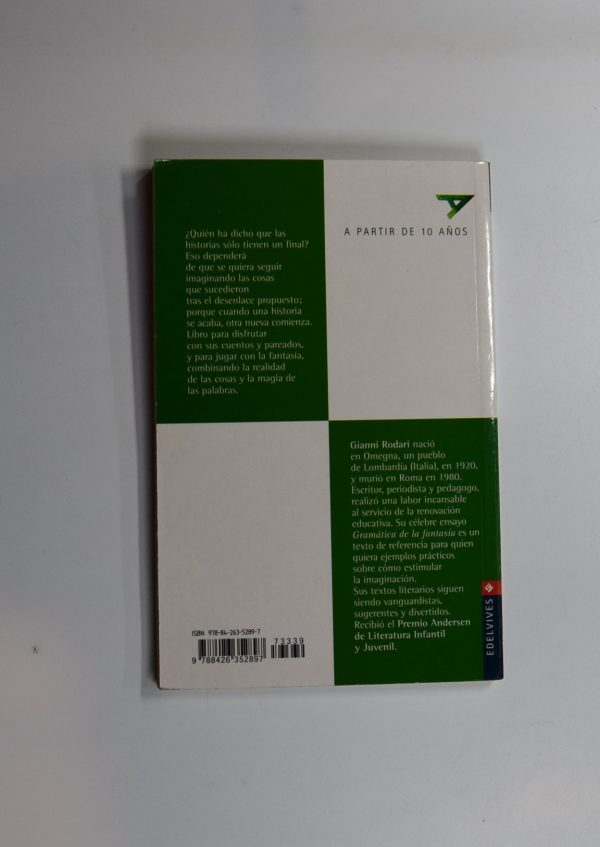 A PARTIR DE 10 AÑOS
¿Quién ha dicho que las
historias sólo tienen un final?
Eso dependerá
de que se quiera seguir
imaginando las cosas
que sucedieron
tras el desenlace propuesto;
porque cuando una historia
se acaba, otra nueva comienza.
Libro para disfrutar
con sus cuentos y pareados,
y para jugar con la fantasía,
combinando la realidad
de las cosas y la magia de
las palabras.
Gianni Rodari nació
en Omegna, un pueblo
de Lombardía (Italia), en 1920,
y murió en Roma en 1980.
Escritor, periodista y pedagogo,
realizó una labor incansable
al servicio de la renovación
educativa. Su célebre ensayo
Gramática de la fantasía es un
texto de referencia para quien
quiera ejemplos prácticos
sobre cómo estimular
la imaginación.
Sus textos literarios siguen
siendo vanguardistas,
sugerentes y divertidos.
Recibió el Premio Andersen
de Literatura Infantil
y Juvenil.
EDELVIVES
ISBN 978-84-263-5289-7
73339
9 788426 352897